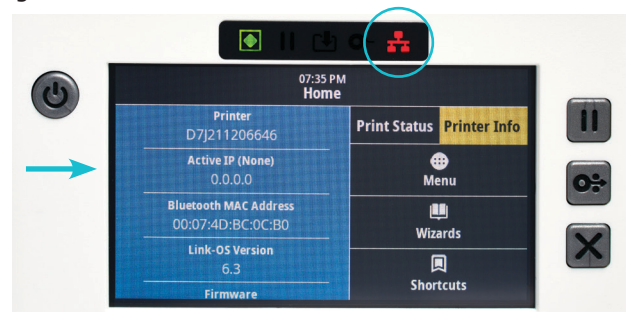 07:35 PM
Home
Printer
D7J211206646
Active IP (None)
0.0.0.0
Bluetooth MAC Address
00:07:4D:BC:0C:B0
Link-OS Version
6.3
Firmware
Print Status
Printer Info
Menu
Wizards
Shortcuts